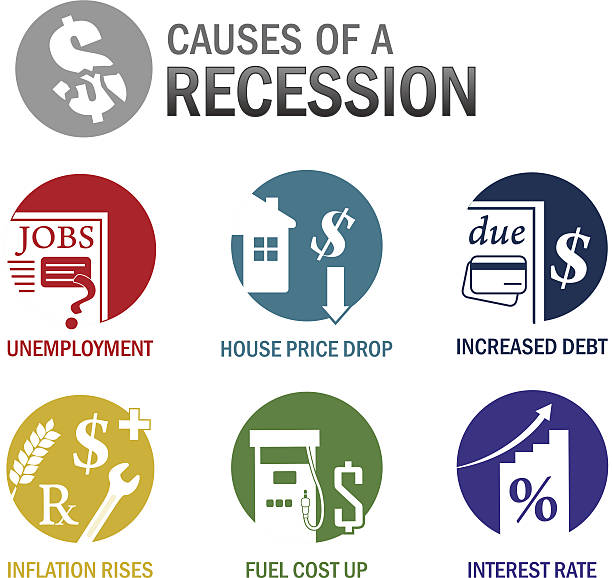 $
CAUSES OF A
RECESSION
JOBS
?
UNEMPLOYMENT
$
HOUSE PRICE DROP
due
$
INCREASED DEBT
$ +
Rx
INFLATION RISES
$
FUEL COST UP
%
INTEREST RATE